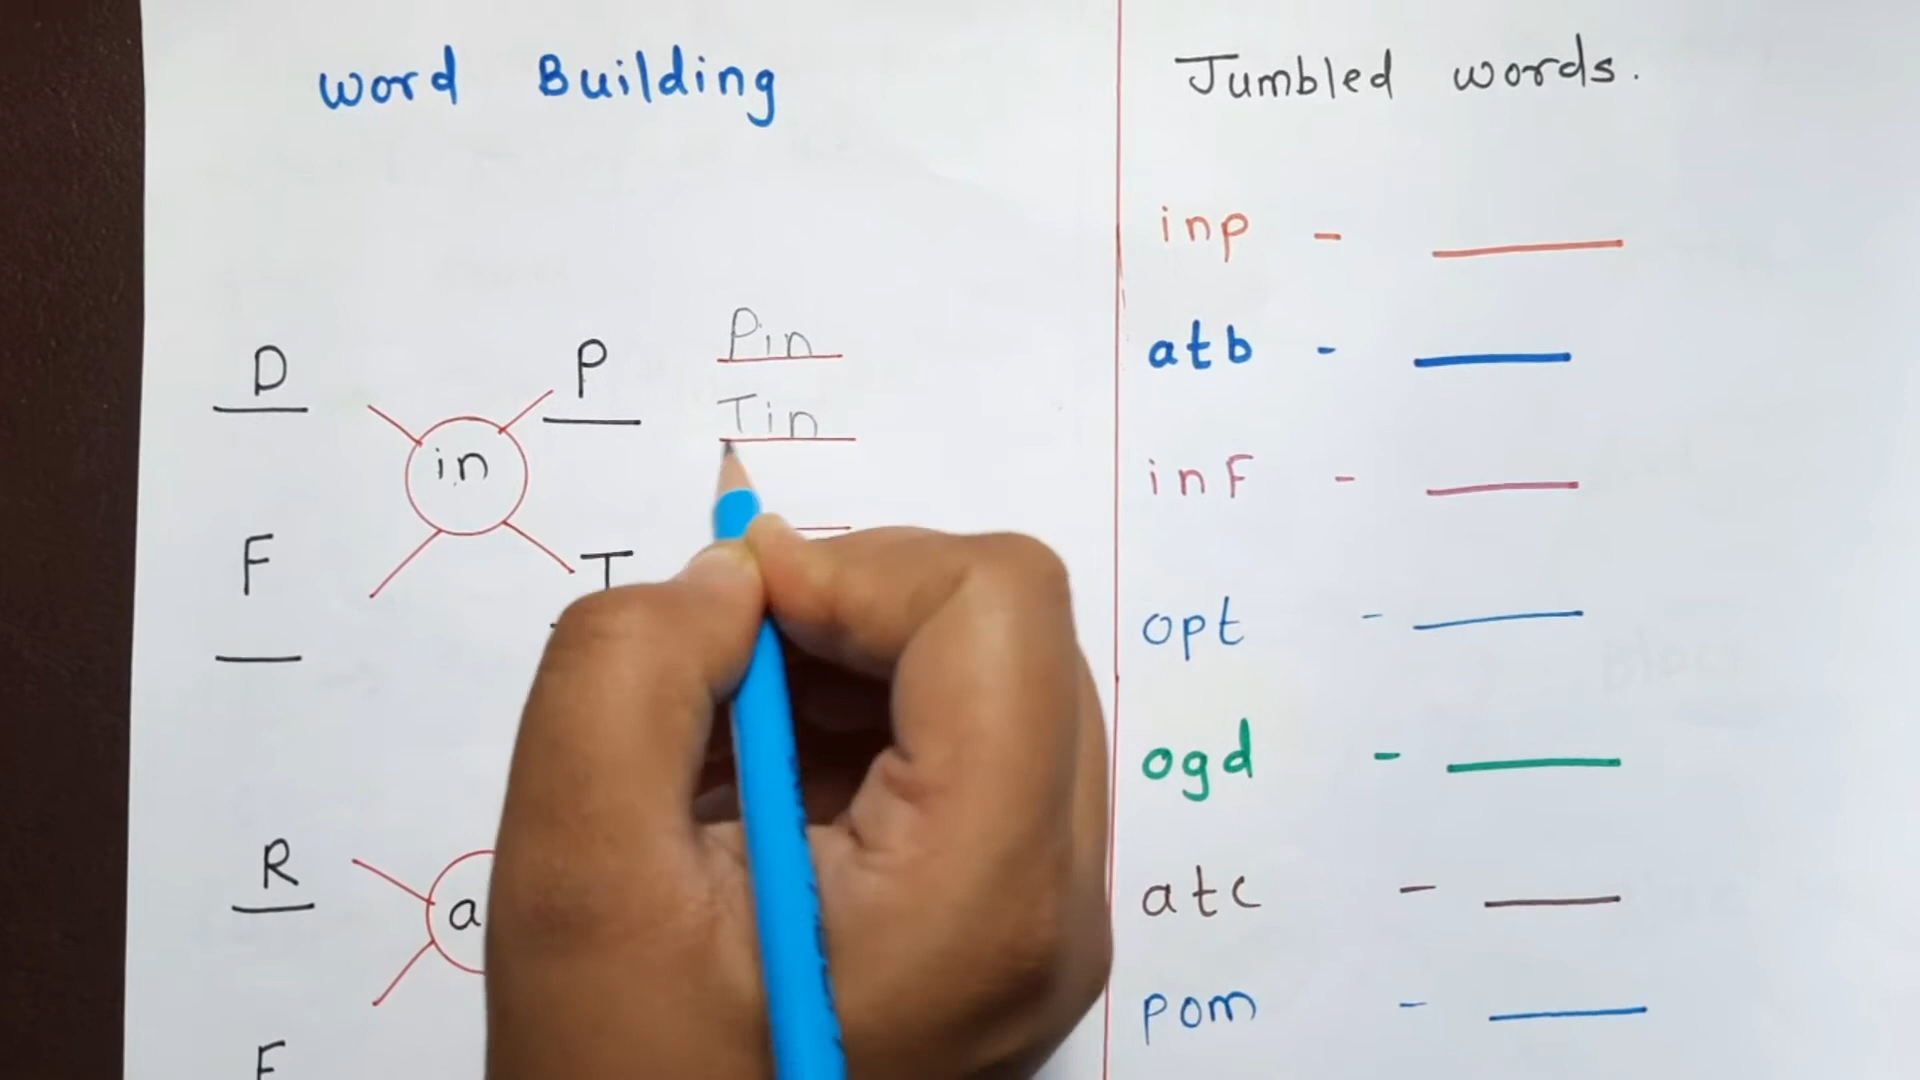 Word Building
D
P
Pin
Tin
in
F
T
R
a
Jumbled words.
inp -
atb -
inF -
opt -
ogd -
atc -
pom -